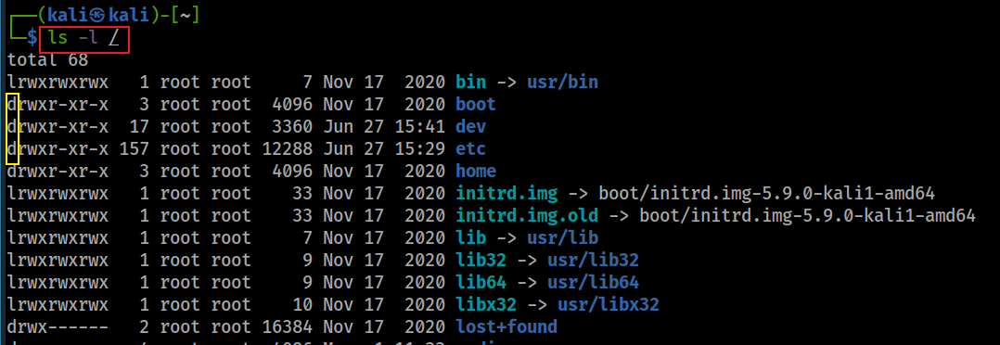 ┌──(kali㉿kali)-[~]
└─$ ls -l /
total 68
lrwxrwxrwx   1 root root     7 Nov 17  2020 bin -> usr/bin
drwxr-xr-x   3 root root  4096 Nov 17  2020 boot
drwxr-xr-x  17 root root  3360 Jun 27 15:41 dev
drwxr-xr-x 157 root root 12288 Jun 27 15:29 etc
drwxr-xr-x   3 root root  4096 Nov 17  2020 home
lrwxrwxrwx   1 root root    33 Nov 17  2020 initrd.img -> boot/initrd.img-5.9.0-kali1-amd64
lrwxrwxrwx   1 root root    33 Nov 17  2020 initrd.img.old -> boot/initrd.img-5.9.0-kali1-amd64
lrwxrwxrwx   1 root root     7 Nov 17  2020 lib -> usr/lib
lrwxrwxrwx   1 root root     9 Nov 17  2020 lib32 -> usr/lib32
lrwxrwxrwx   1 root root     9 Nov 17  2020 lib64 -> usr/lib64
lrwxrwxrwx   1 root root    10 Nov 17  2020 libx32 -> usr/libx32
drwx------   2 root root 16384 Nov 17  2020 lost+found